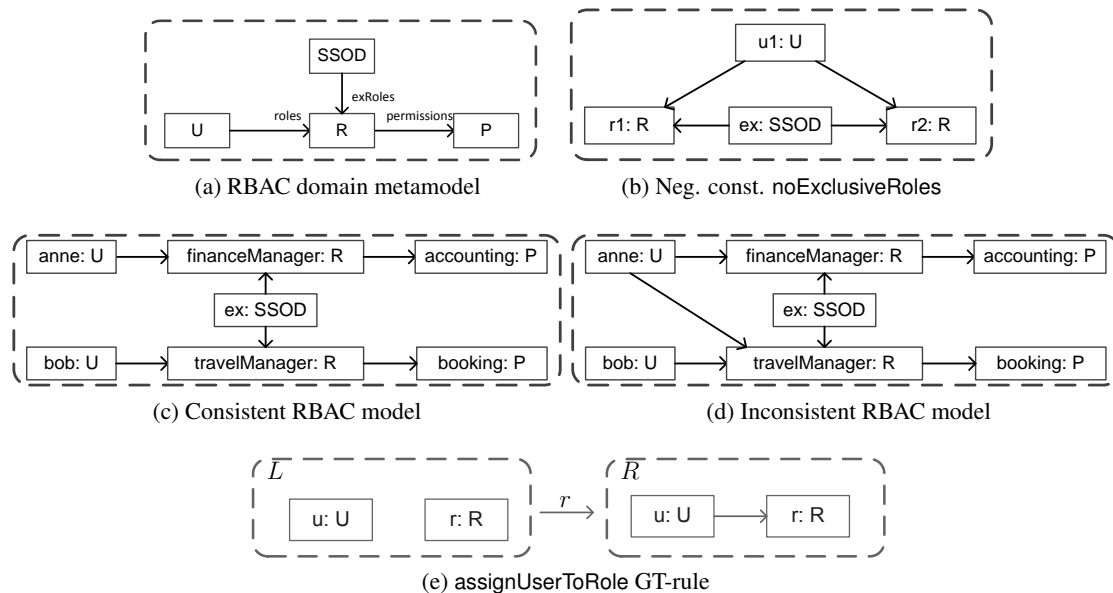 SSOD
exRoles
U roles R permissions P
(a) RBAC domain metamodel
u1: U
r1: R ex: SSOD r2: R
(b) Neg. const. noExclusiveRoles
anne: U financeManager: R accounting: P
ex: SSOD
bob: U travelManager: R booking: P
(c) Consistent RBAC model
anne: U financeManager: R accounting: P
ex: SSOD
bob: U travelManager: R booking: P
(d) Inconsistent RBAC model
L
u: U r: R
r
R
u: U r: R
(e) assignUserToRole GT-rule